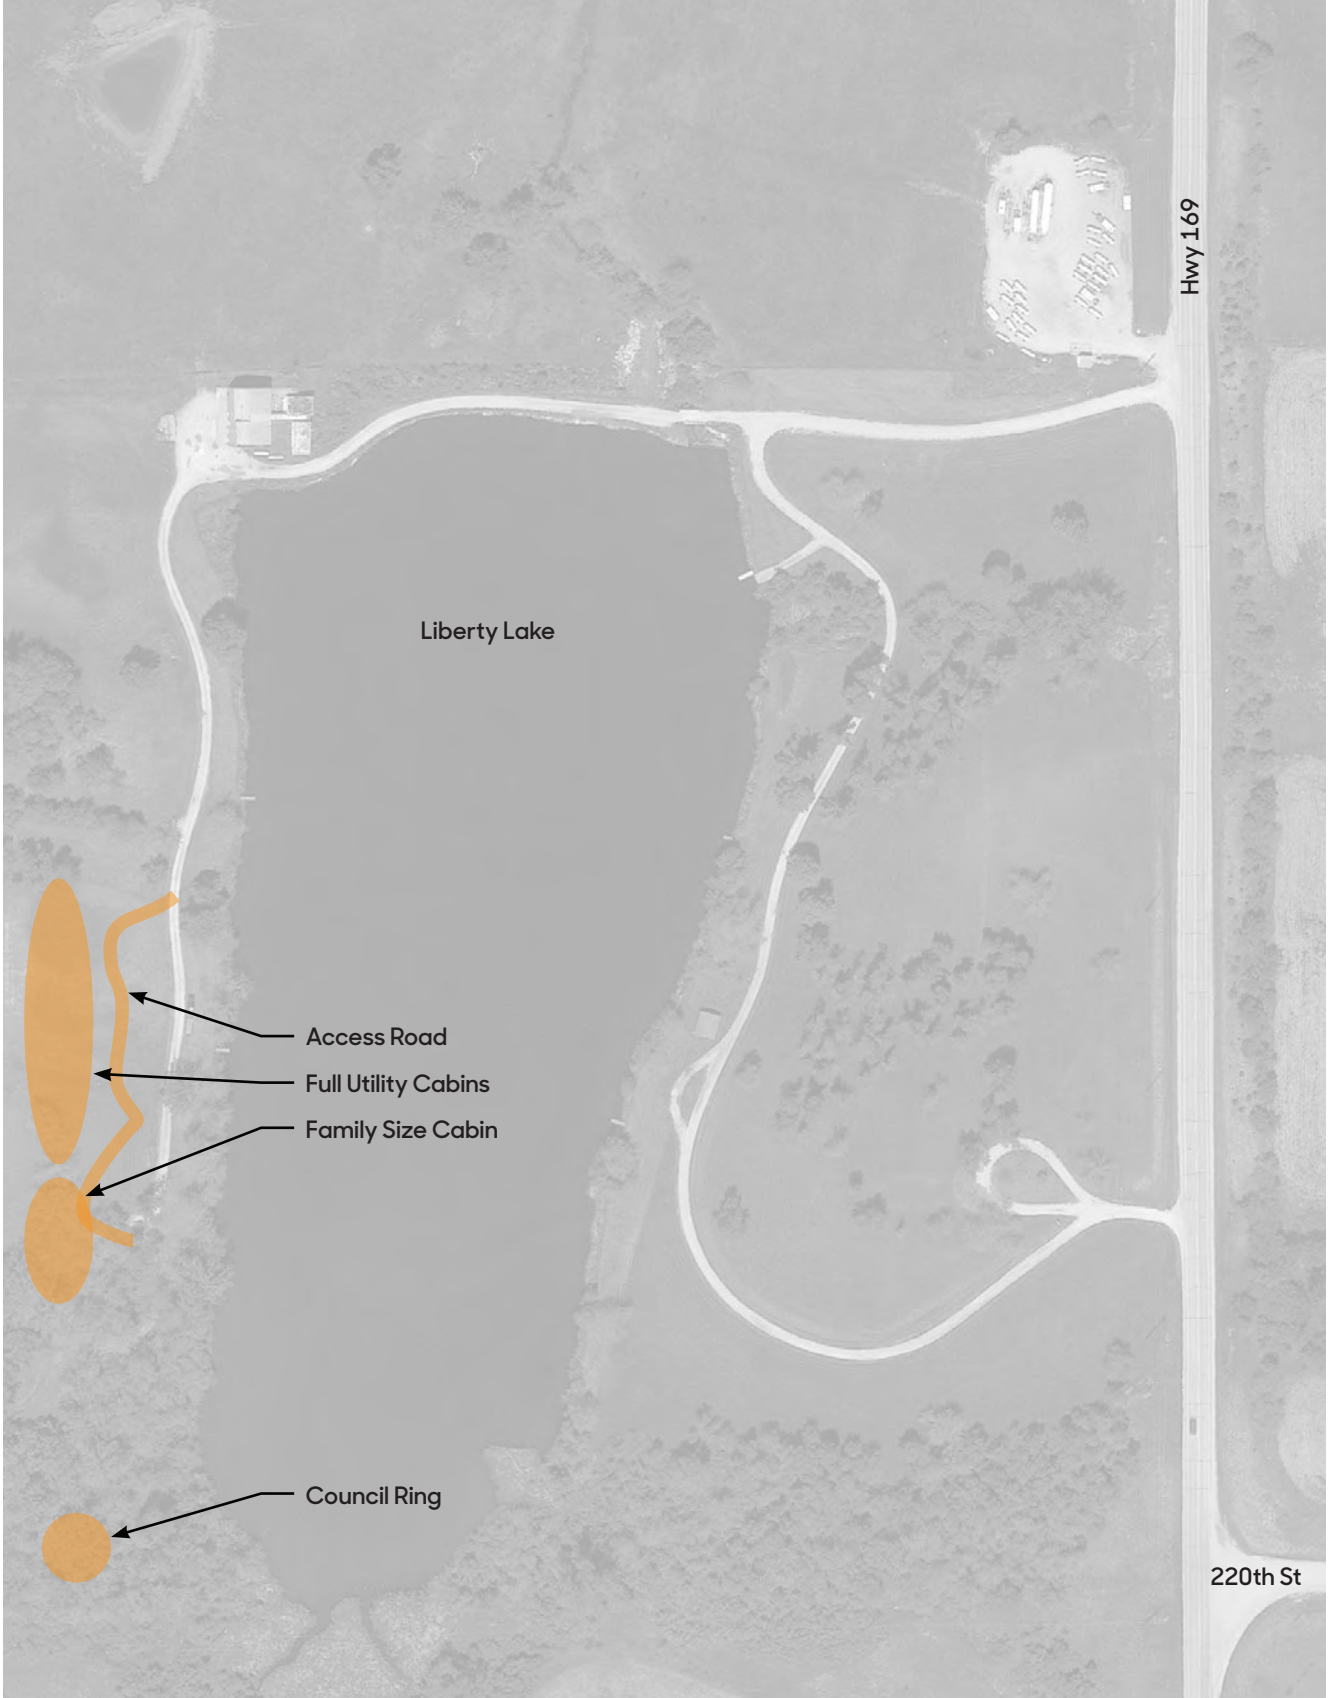 Hwy 169
Liberty Lake
Access Road
Full Utility Cabins
Family Size Cabin
Council Ring
220th St